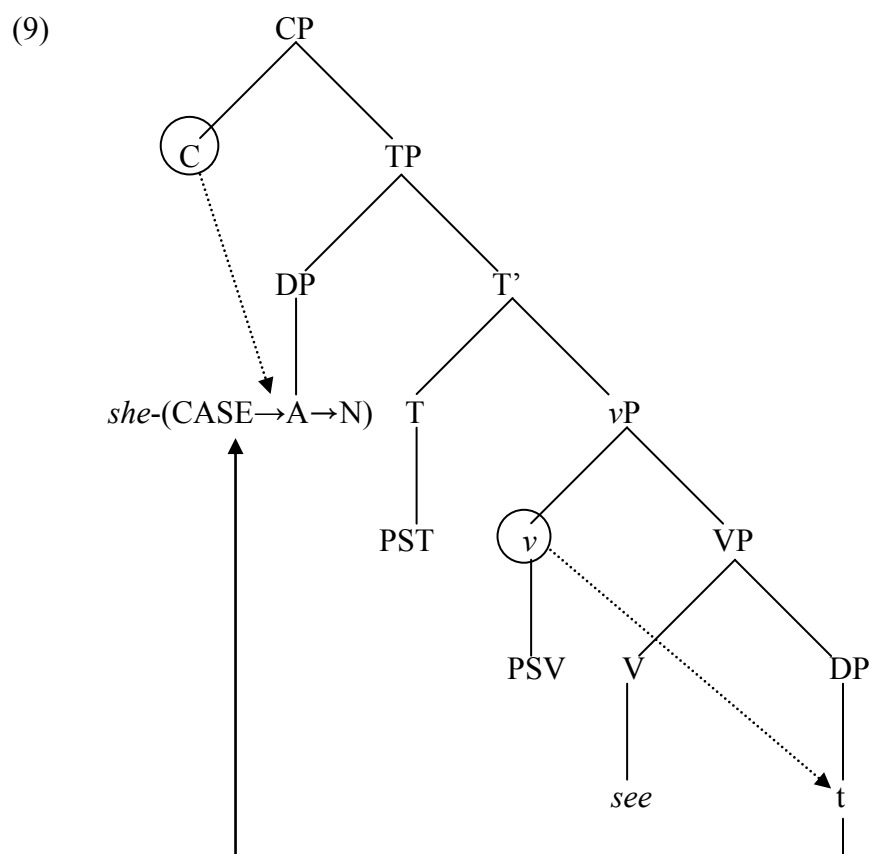 (9) CP
C TP
DP T’
she-(CASE→A→N) T vP
PST v VP
PSV V DP
see t